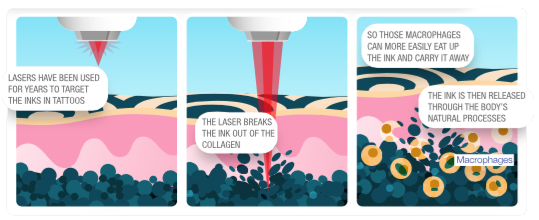 LASERS HAVE BEEN USED
FOR YEARS TO TARGET
THE INKS IN TATTOOS
THE LASER BREAKS
THE INK OUT OF THE
COLLAGEN
SO THOSE MACROPHAGES
CAN MORE EASILY EAT UP
THE INK AND CARRY IT AWAY
THE INK IS THEN RELEASED
THROUGH THE BODY'S
NATURAL PROCESSES
Macrophages